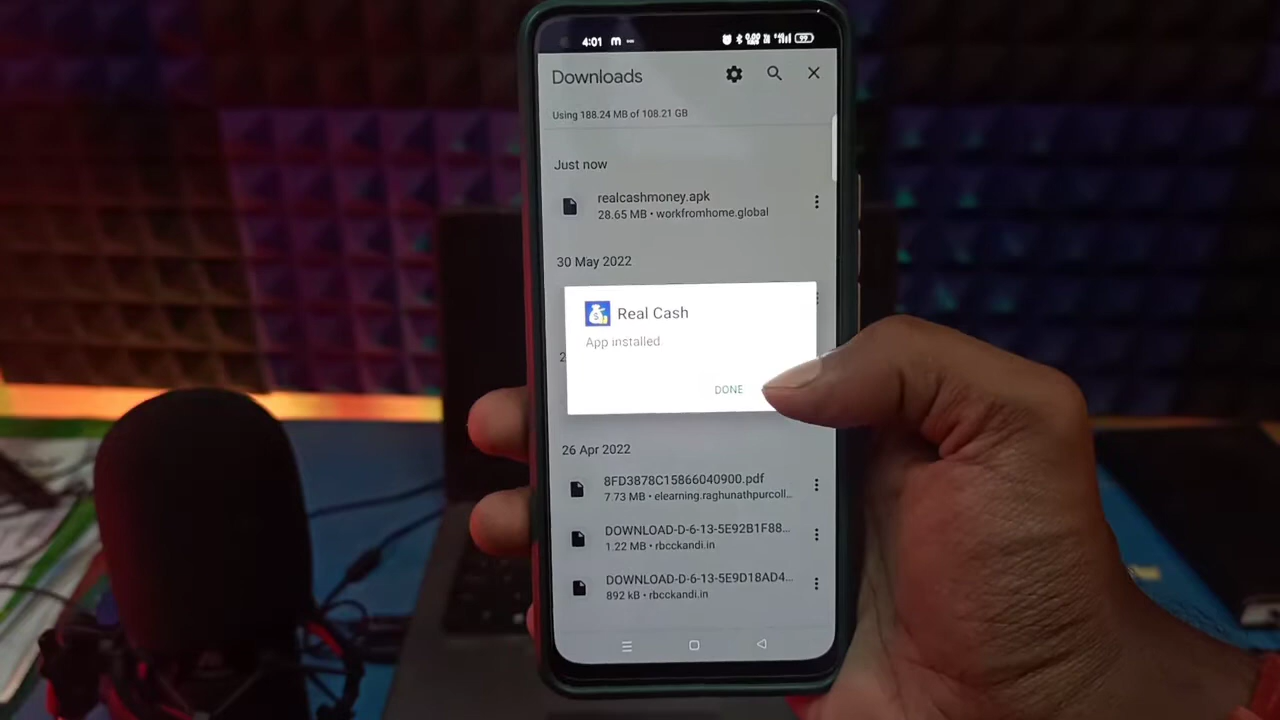 4:01 m
99
Downloads
Using 188.24 MB of 108.21 GB
Just now
realcashmoney.apk
28.65 MB • workfromhome.global
30 May 2022
Real Cash
App installed
DONE
26 Apr 2022
8FD3878C15866040900.pdf
7.73 MB • elearning.raghunathpurcoll...
DOWNLOAD-D-6-13-5E92B1F88...
1.22 MB • rbcckandi.in
DOWNLOAD-D-6-13-5E9D18AD4...
892 kB • rbcckandi.in